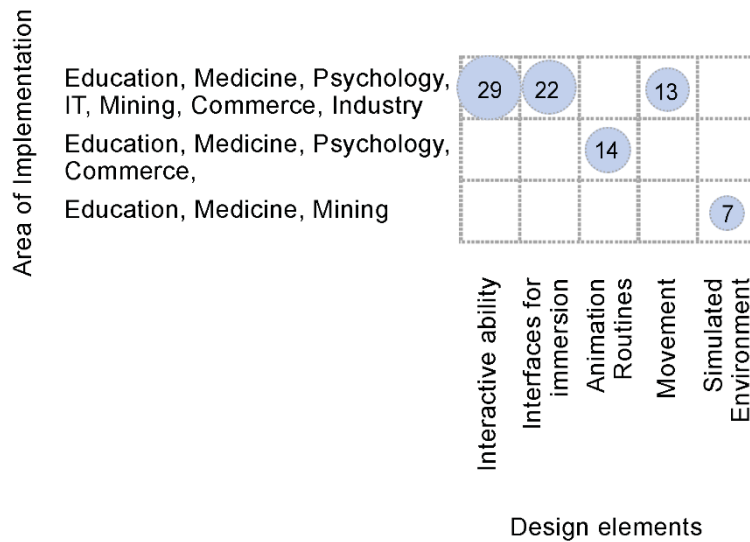 Area of Implementation
Education, Medicine, Psychology,
IT, Mining, Commerce, Industry
29
22
13
Education, Medicine, Psychology,
Commerce,
14
Education, Medicine, Mining
7
Interactive ability
Interfaces for
immersion
Animation
Routines
Movement
Simulated
Environment
Design elements